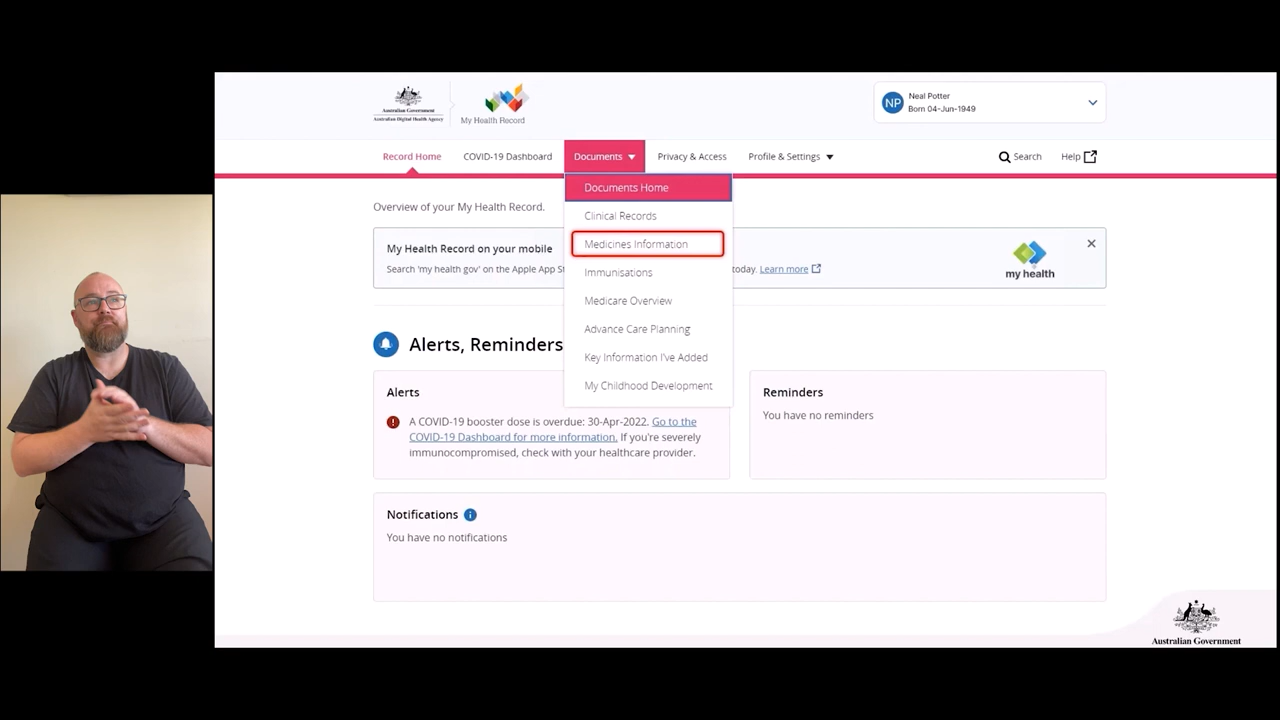 Australian Government
Australian Digital Health Agency
My Health Record
NP
Neal Potter
Born 04-Jun-1949
Record Home
COVID-19 Dashboard
Documents
Privacy & Access
Profile & Settings
Search
Help
Documents Home
Clinical Records
Medicines Information
Immunisations
Medicare Overview
Advance Care Planning
Key Information I've Added
My Childhood Development
Overview of your My Health Record.
My Health Record on your mobile
Search 'my health gov' on the Apple App St
today. Learn more
my health
Alerts, Reminders
Alerts
A COVID-19 booster dose is overdue: 30-Apr-2022. Go to the
COVID-19 Dashboard for more information. If you're severely
immunocompromised, check with your healthcare provider.
Reminders
You have no reminders
Notifications
You have no notifications
Australian Government